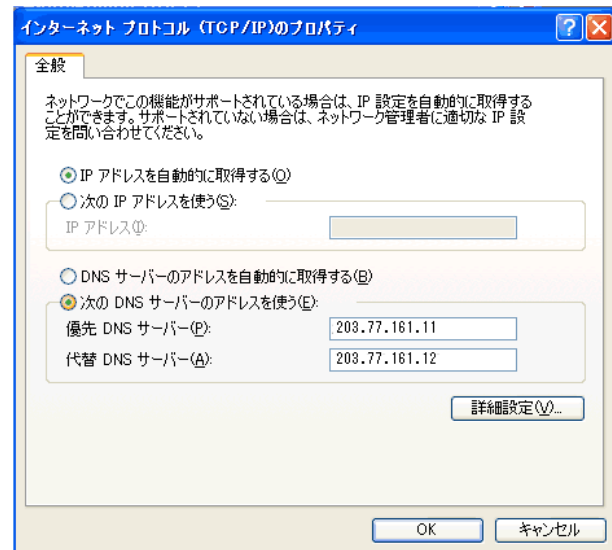 インターネット プロトコル (TCP/IP)のプロパティ
全般
ネットワークでこの機能がサポートされている場合は、IP 設定を自動的に取得する
ことができます。サポートされていない場合は、ネットワーク管理者に適切な IP 設
定を問い合わせてください。
IP アドレスを自動的に取得する(O)
次の IP アドレスを使う(S):
IP アドレス(I):
DNS サーバーのアドレスを自動的に取得する(B)
次の DNS サーバーのアドレスを使う(E):
優先 DNS サーバー(P): 203.77.161.11
代替 DNS サーバー(A): 203.77.161.12
詳細設定(V)...
OK キャンセル